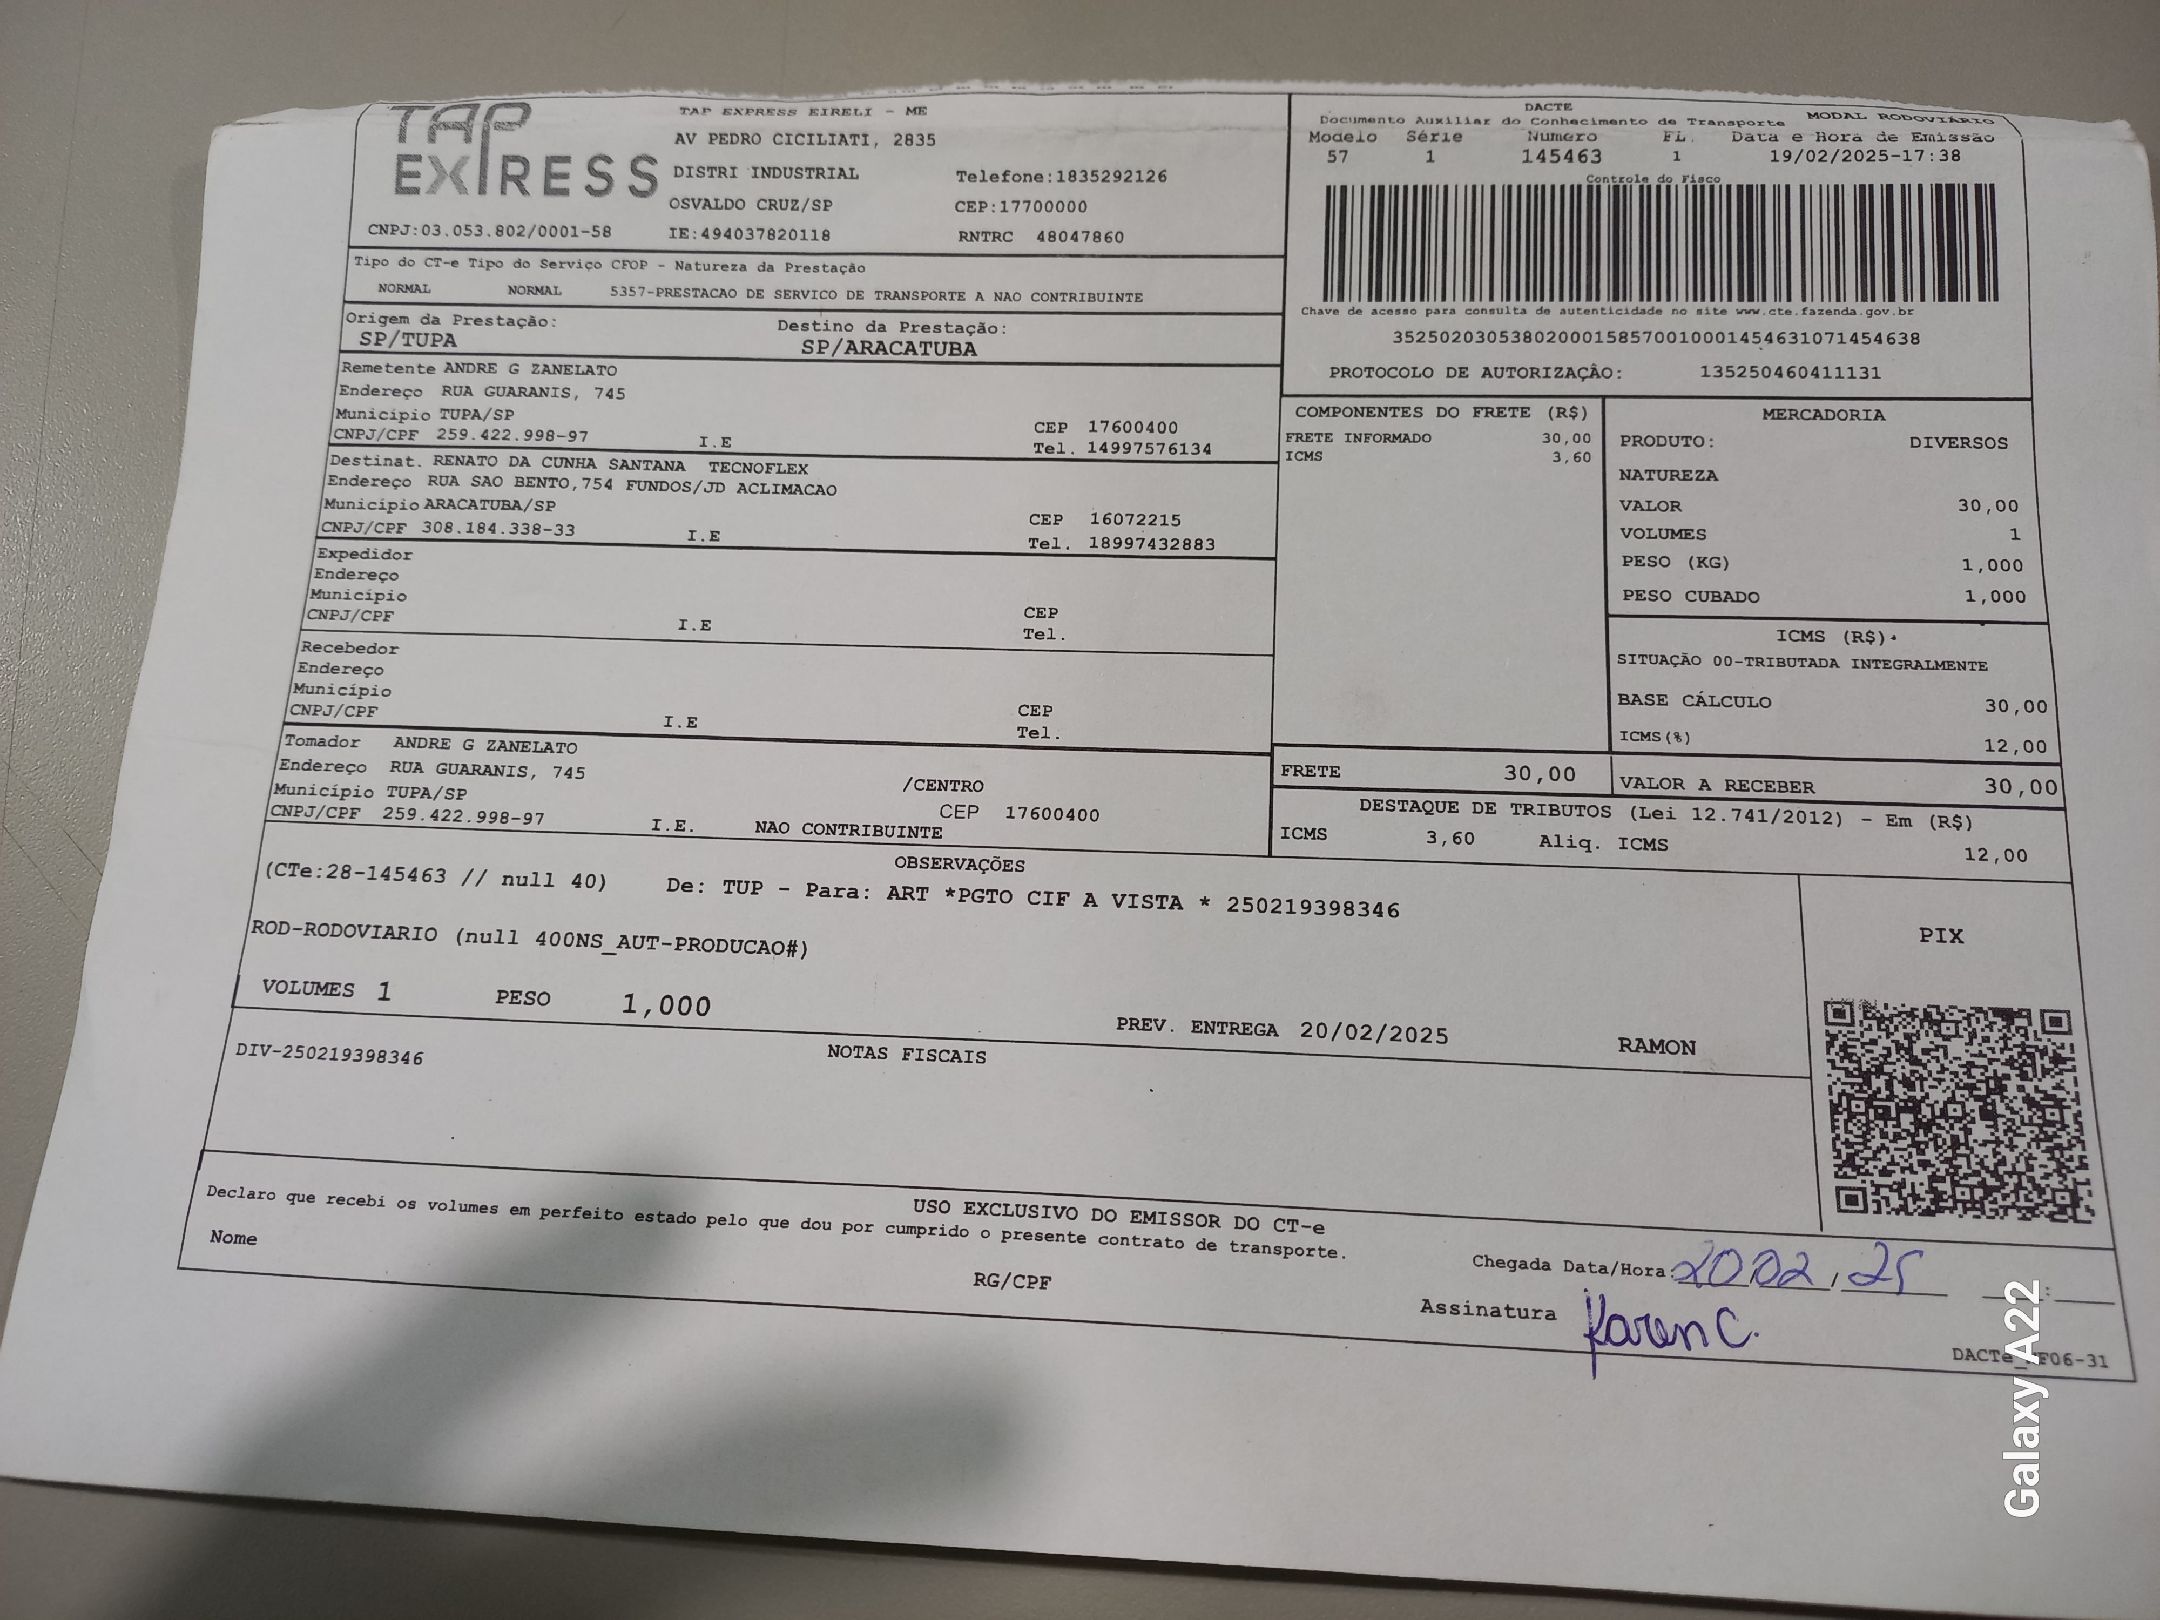 TAP EXPRESS
TAP EXPRESS EIRELI - ME
AV PEDRO CICILIATI, 2835
DISTRI INDUSTRIAL Telefone:1835292126
OSVALDO CRUZ/SP CEP:17700000
CNPJ:03.053.802/0001-58 IE:494037820118 RNTRC 48047860
DACTE
Documento Auxiliar do Conhecimento de Transporte MODAL RODOVIÁRIO
Modelo Série Numero FL. Data e Hora de Emissão
57 1 145463 1 19/02/2025-17:38
Controle do Fisco
Chave de acesso para consulta de autenticidade no site www.cte.fazenda.gov.br
35250203053802000158570010001454631071454638
PROTOCOLO DE AUTORIZAÇÃO: 135250460411131
Tipo do CT-e Tipo do Serviço CFOP - Natureza da Prestação
NORMAL NORMAL 5357-PRESTACAO DE SERVICO DE TRANSPORTE A NAO CONTRIBUINTE
Origem da Prestação: Destino da Prestação:
SP/TUPA SP/ARACATUBA
Remetente ANDRE G ZANELATO
Endereço RUA GUARANIS, 745
Município TUPA/SP CEP 17600400
CNPJ/CPF 259.422.998-97 I.E Tel. 14997576134
Destinat. RENATO DA CUNHA SANTANA TECNOFLEX
Endereço RUA SAO BENTO,754 FUNDOS/JD ACLIMACAO
Município ARACATUBA/SP CEP 16072215
CNPJ/CPF 308.184.338-33 I.E Tel. 18997432883
Expedidor
Endereço
Município CEP
CNPJ/CPF I.E Tel.
Recebedor
Endereço
Município CEP
CNPJ/CPF I.E Tel.
Tomador ANDRE G ZANELATO
Endereço RUA GUARANIS, 745 /CENTRO
Município TUPA/SP CEP 17600400
CNPJ/CPF 259.422.998-97 I.E. NAO CONTRIBUINTE
COMPONENTES DO FRETE (R$)
FRETE INFORMADO 30,00
ICMS 3,60
MERCADORIA
PRODUTO: DIVERSOS
NATUREZA
VALOR 30,00
VOLUMES 1
PESO (KG) 1,000
PESO CUBADO 1,000
ICMS (R$)
SITUAÇÃO 00-TRIBUTADA INTEGRALMENTE
BASE CÁLCULO 30,00
ICMS(%) 12,00
FRETE 30,00 VALOR A RECEBER 30,00
DESTAQUE DE TRIBUTOS (Lei 12.741/2012) - Em (R$)
ICMS 3,60 Aliq. ICMS 12,00
OBSERVAÇÕES
(CTe:28-145463 // null 40) De: TUP - Para: ART *PGTO CIF A VISTA * 250219398346
ROD-RODOVIARIO (null 400NS_AUT-PRODUCAO#)
VOLUMES 1 PESO 1,000 PREV. ENTREGA 20/02/2025 RAMON
PIX
NOTAS FISCAIS
DIV-250219398346
USO EXCLUSIVO DO EMISSOR DO CT-e
Declaro que recebi os volumes em perfeito estado pelo que dou por cumprido o presente contrato de transporte.
Nome RG/CPF
Chegada Data/Hora 20,02,25 :
Assinatura Karen C.
Galaxy A22